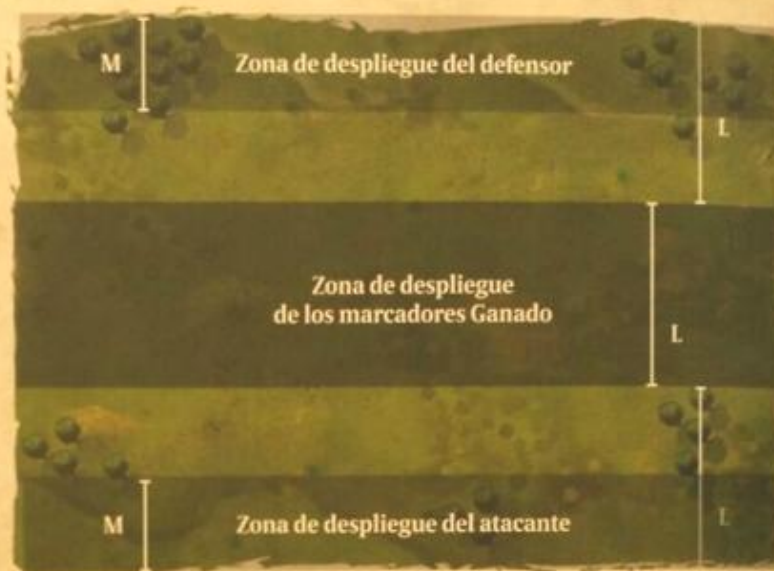 M
Zona de despliegue del defensor
L
Zona de despliegue
de los marcadores Ganado
L
M
Zona de despliegue del atacante
L